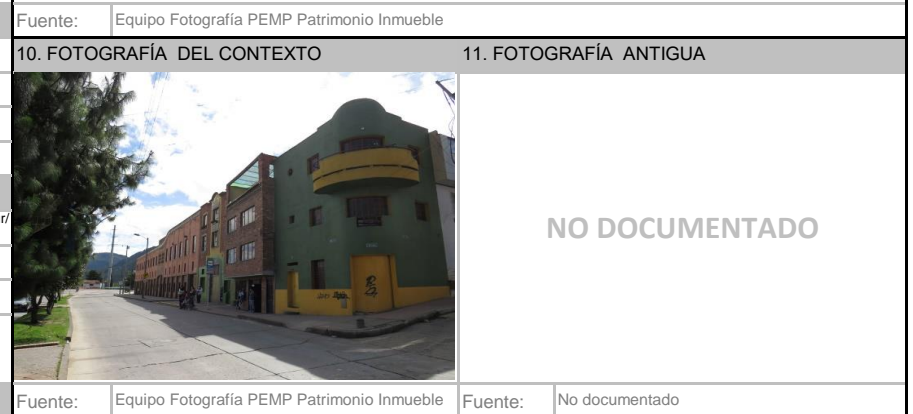 Fuente: Equipo Fotografía PEMP Patrimonio Inmueble
10. FOTOGRAFÍA DEL CONTEXTO 11. FOTOGRAFÍA ANTIGUA
r/
NO DOCUMENTADO
Fuente: Equipo Fotografía PEMP Patrimonio Inmueble Fuente: No documentado